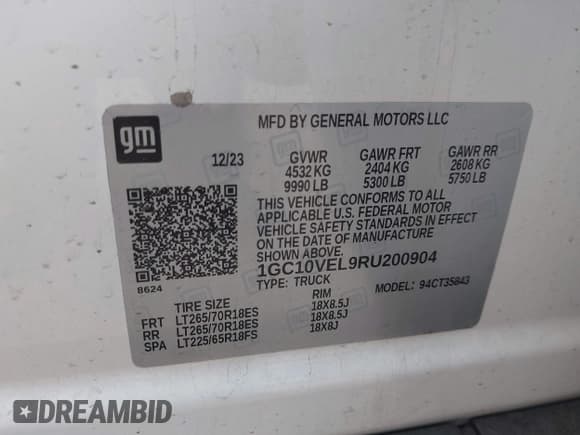 gm
MFD BY GENERAL MOTORS LLC
12/23 GVWR GAWR FRT GAWR RR
4532 KG 2404 KG 2608 KG
9990 LB 5300 LB 5750 LB
THIS VEHICLE CONFORMS TO ALL
APPLICABLE U.S. FEDERAL MOTOR
VEHICLE SAFETY STANDARDS IN EFFECT
ON THE DATE OF MANUFACTURE.
1GC10VEL9RU200904
8624 TYPE: TRUCK MODEL: 94CT35843
TIRE SIZE RIM
FRT LT265/70R18ES 18X8.5J
RR LT265/70R18ES 18X8.5J
SPA LT225/65R18FS 18X8J
DREAMBID